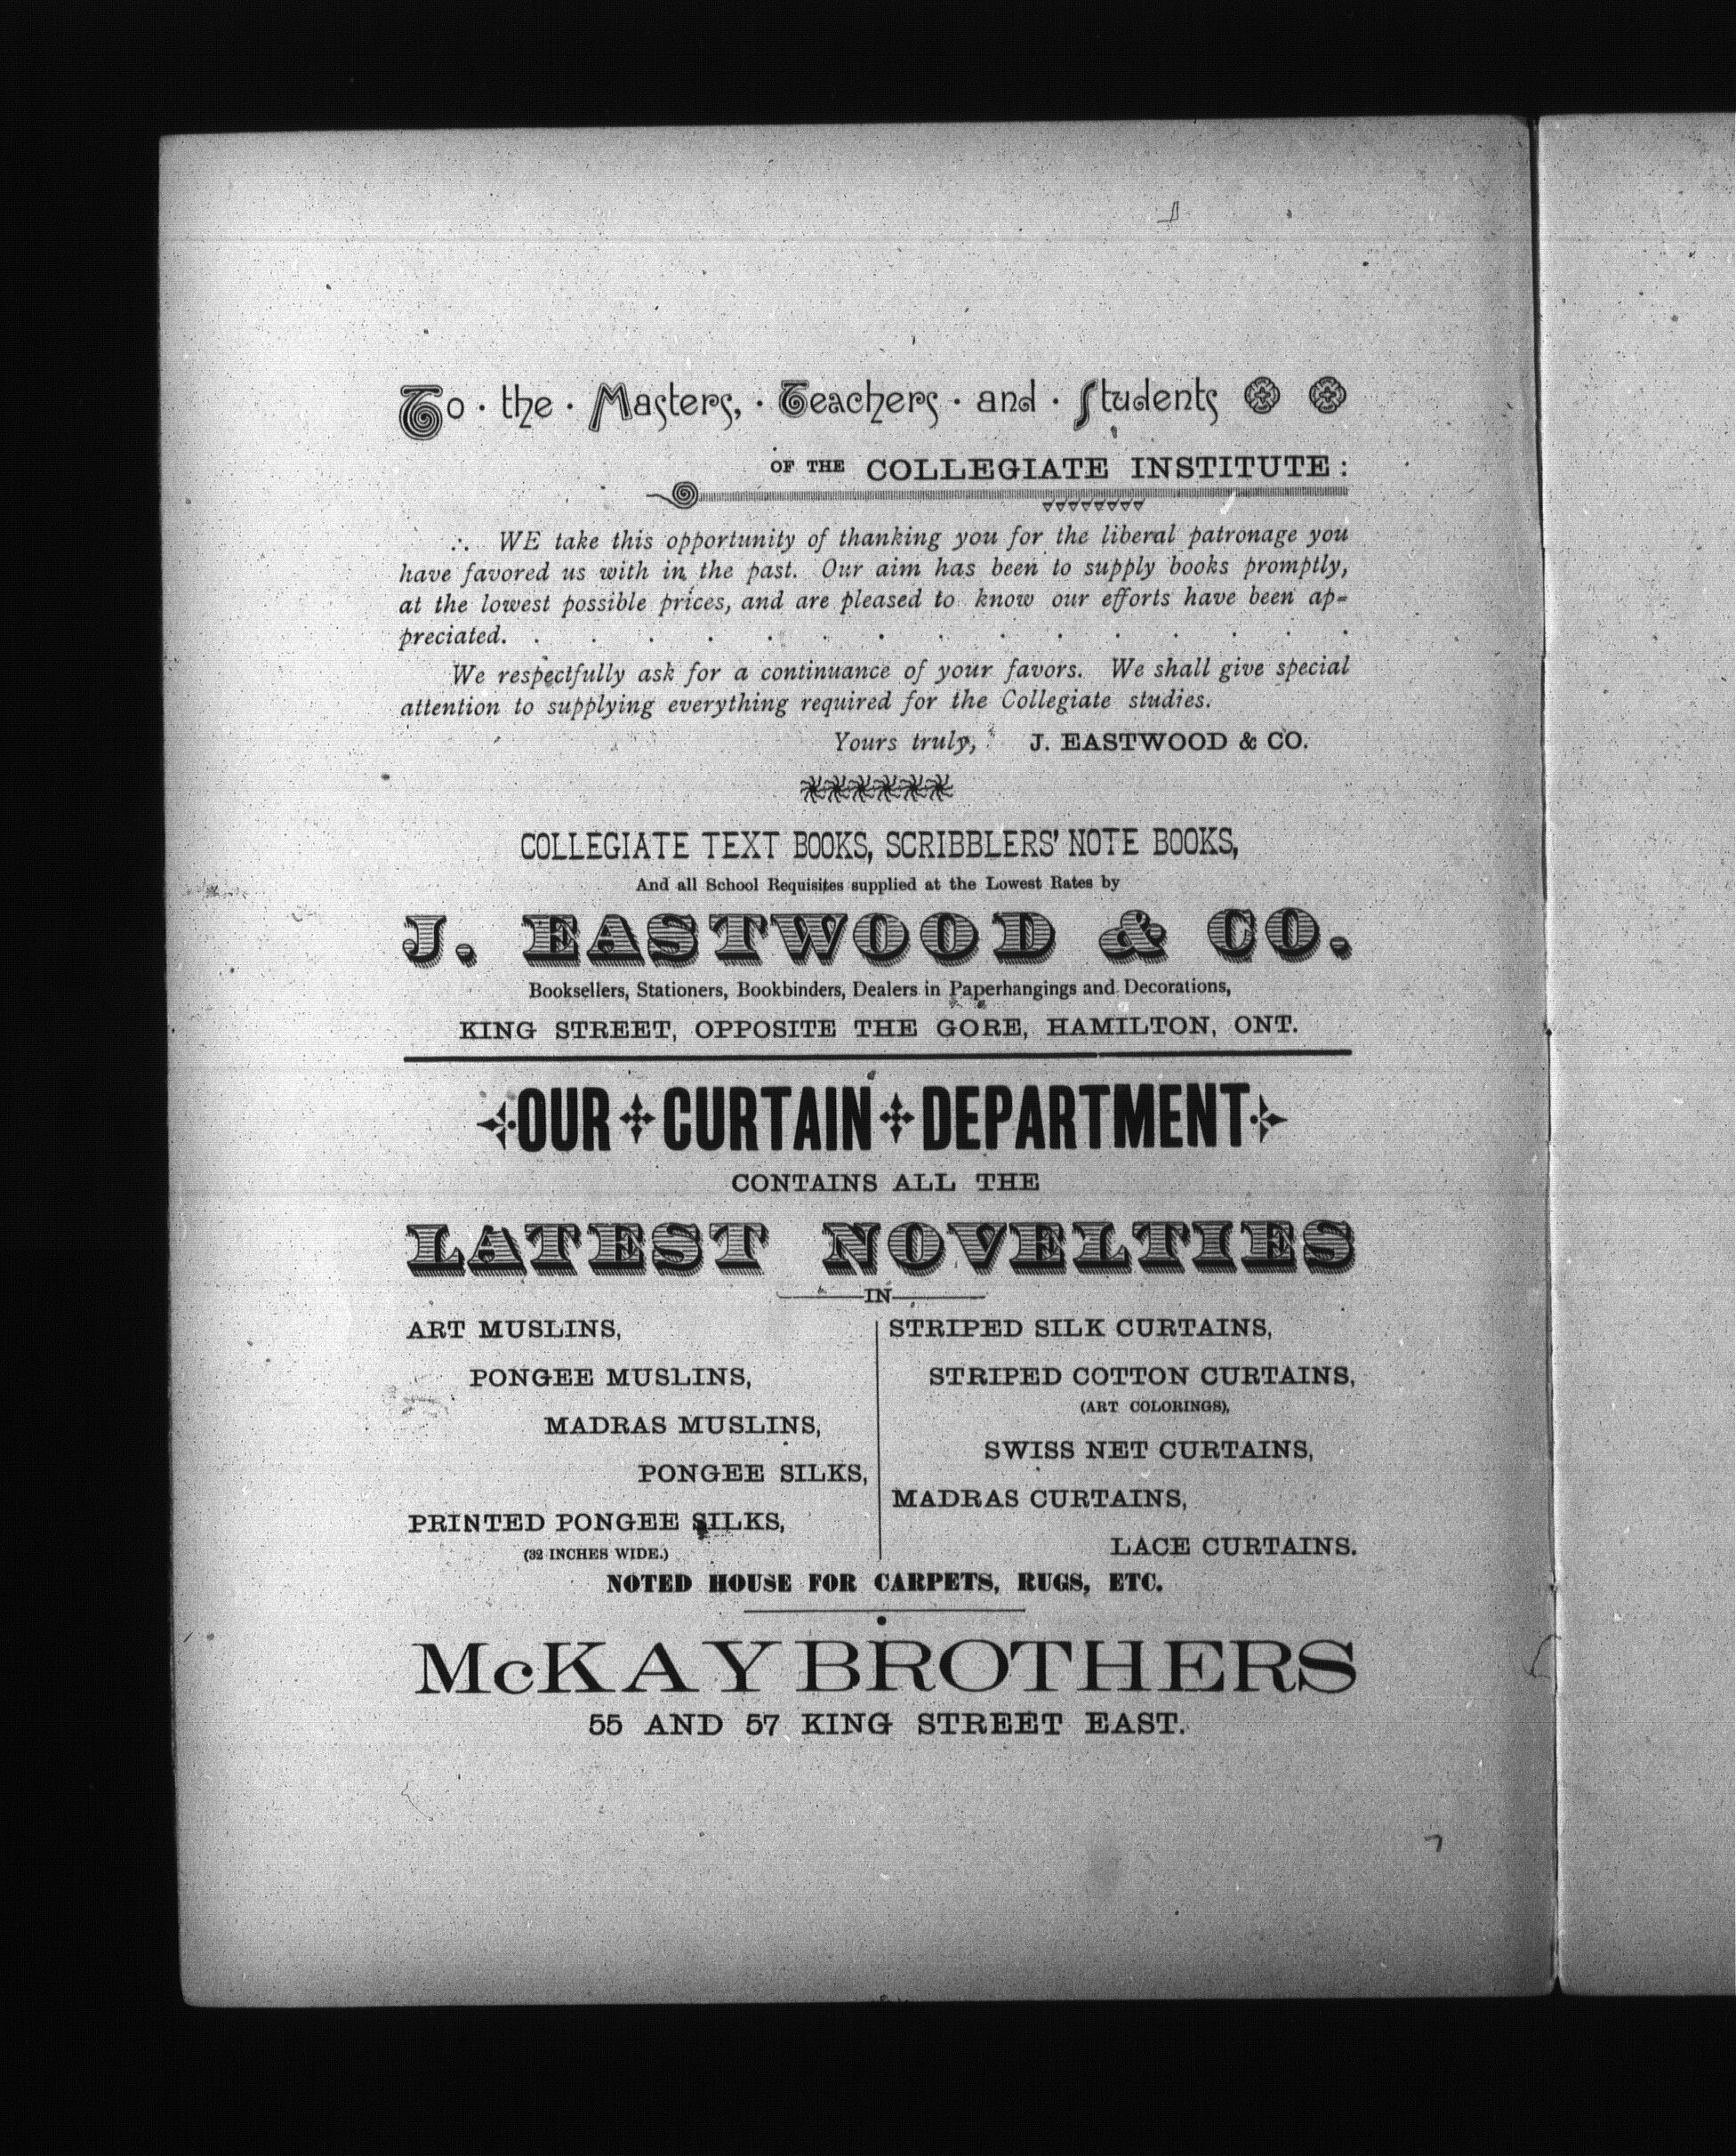 To · the · Masters, · Teachers · and · Students
OF THE COLLEGIATE INSTITUTE:
∴ WE take this opportunity of thanking you for the liberal patronage you
have favored us with in the past. Our aim has been to supply books promptly,
at the lowest possible prices, and are pleased to know our efforts have been ap=
preciated. . . . . . . . . . . . . . . .
We respectfully ask for a continuance of your favors. We shall give special
attention to supplying everything required for the Collegiate studies.
Yours truly, J. EASTWOOD & CO.
COLLEGIATE TEXT BOOKS, SCRIBBLERS' NOTE BOOKS,
And all School Requisites supplied at the Lowest Rates by
J. EASTWOOD & CO.
Booksellers, Stationers, Bookbinders, Dealers in Paperhangings and Decorations,
KING STREET, OPPOSITE THE GORE, HAMILTON, ONT.
OUR CURTAIN DEPARTMENT
CONTAINS ALL THE
LATEST NOVELTIES
IN
ART MUSLINS,
PONGEE MUSLINS,
MADRAS MUSLINS,
PONGEE SILKS,
PRINTED PONGEE SILKS,
(32 INCHES WIDE.)
STRIPED SILK CURTAINS,
STRIPED COTTON CURTAINS,
(ART COLORINGS),
SWISS NET CURTAINS,
MADRAS CURTAINS,
LACE CURTAINS.
NOTED HOUSE FOR CARPETS, RUGS, ETC.
McKAY BROTHERS
55 AND 57 KING STREET EAST.